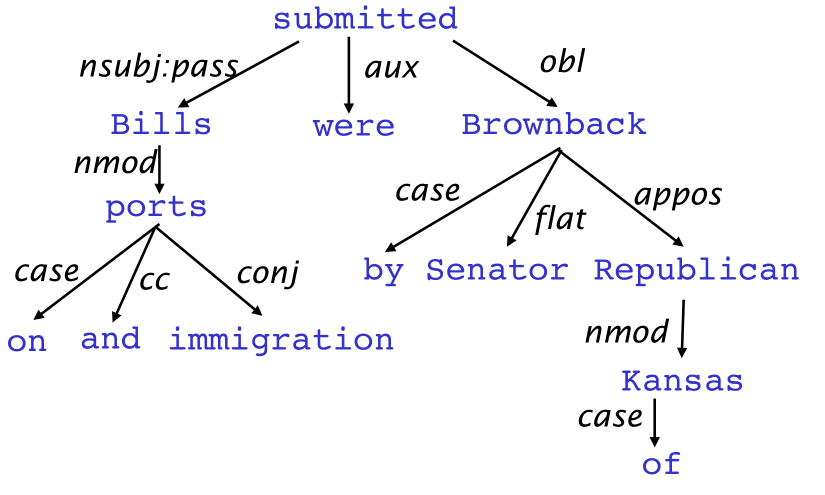 submitted
nsubj:pass aux obl
Bills were Brownback
nmod case flat appos
ports
by Senator Republican
case cc conj
on and immigration nmod
Kansas
case
of